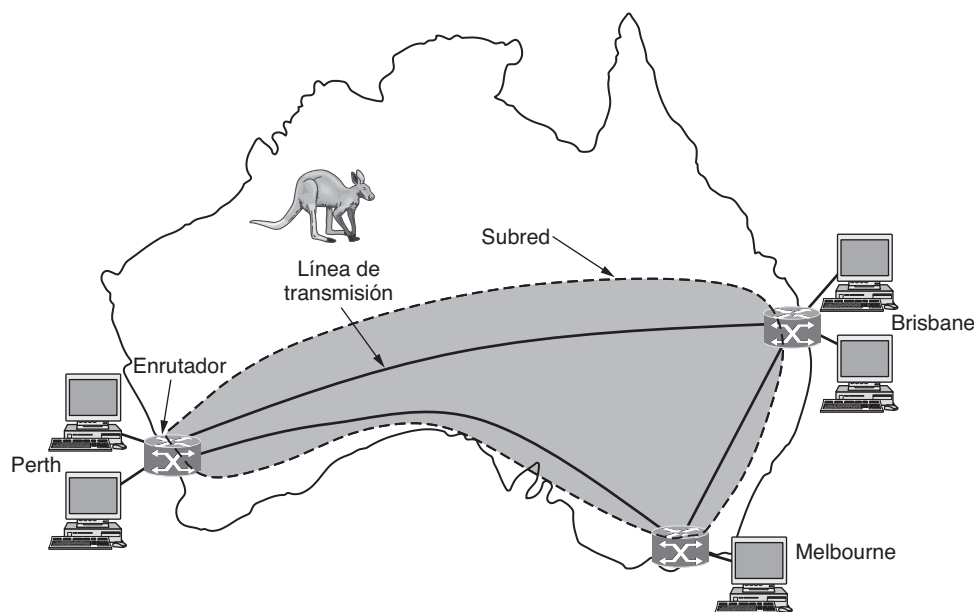 Subred
Línea de
transmisión
Brisbane
Enrutador
Perth
Melbourne